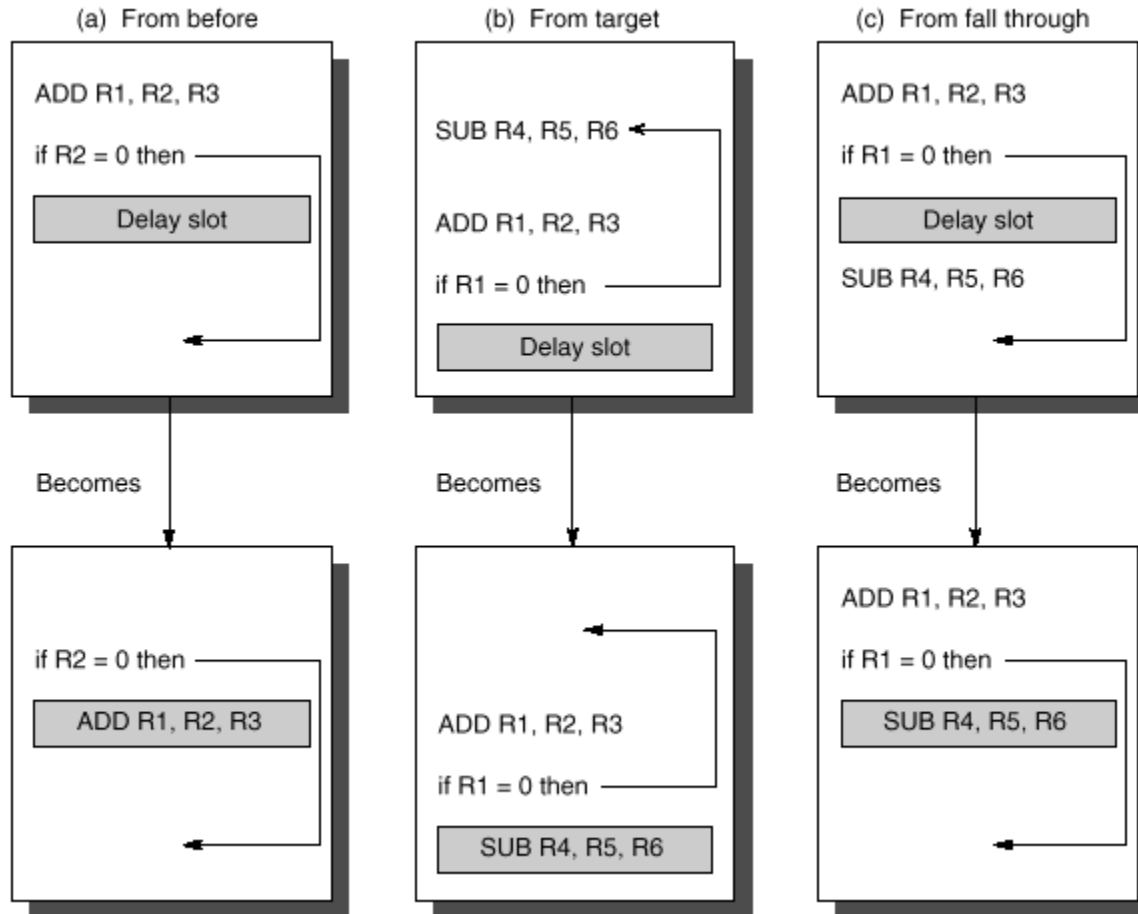 (a) From before
ADD R1, R2, R3
if R2 = 0 then
Delay slot
Becomes
if R2 = 0 then
ADD R1, R2, R3
(b) From target
SUB R4, R5, R6
ADD R1, R2, R3
if R1 = 0 then
Delay slot
Becomes
ADD R1, R2, R3
if R1 = 0 then
SUB R4, R5, R6
(c) From fall through
ADD R1, R2, R3
if R1 = 0 then
Delay slot
SUB R4, R5, R6
Becomes
ADD R1, R2, R3
if R1 = 0 then
SUB R4, R5, R6